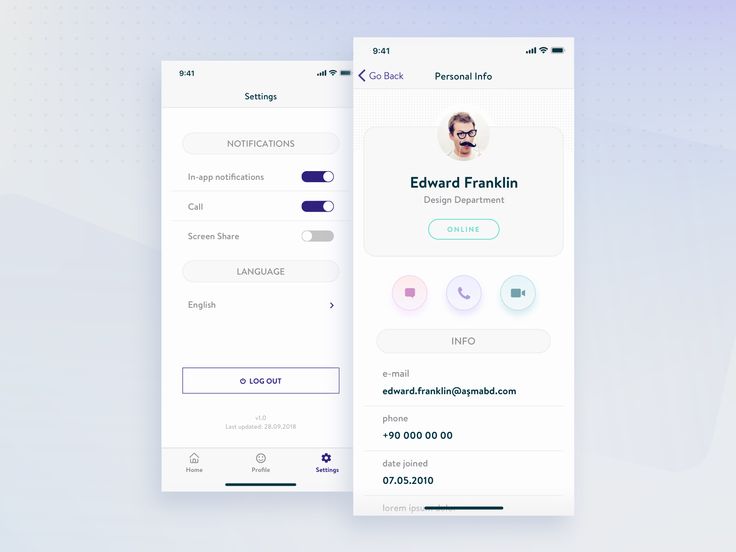 9:41
Settings
NOTIFICATIONS
In-app notifications
Call
Screen Share
LANGUAGE
English
LOG OUT
v1.0
Last updated: 28.09.2018
Home
Profile
Settings
9:41
Go Back
Personal Info
Edward Franklin
Design Department
ONLINE
INFO
e-mail
edward.franklin@aşmabd.com
phone
+90 000 00 00
date joined
07.05.2010
lorem ipsum dolor